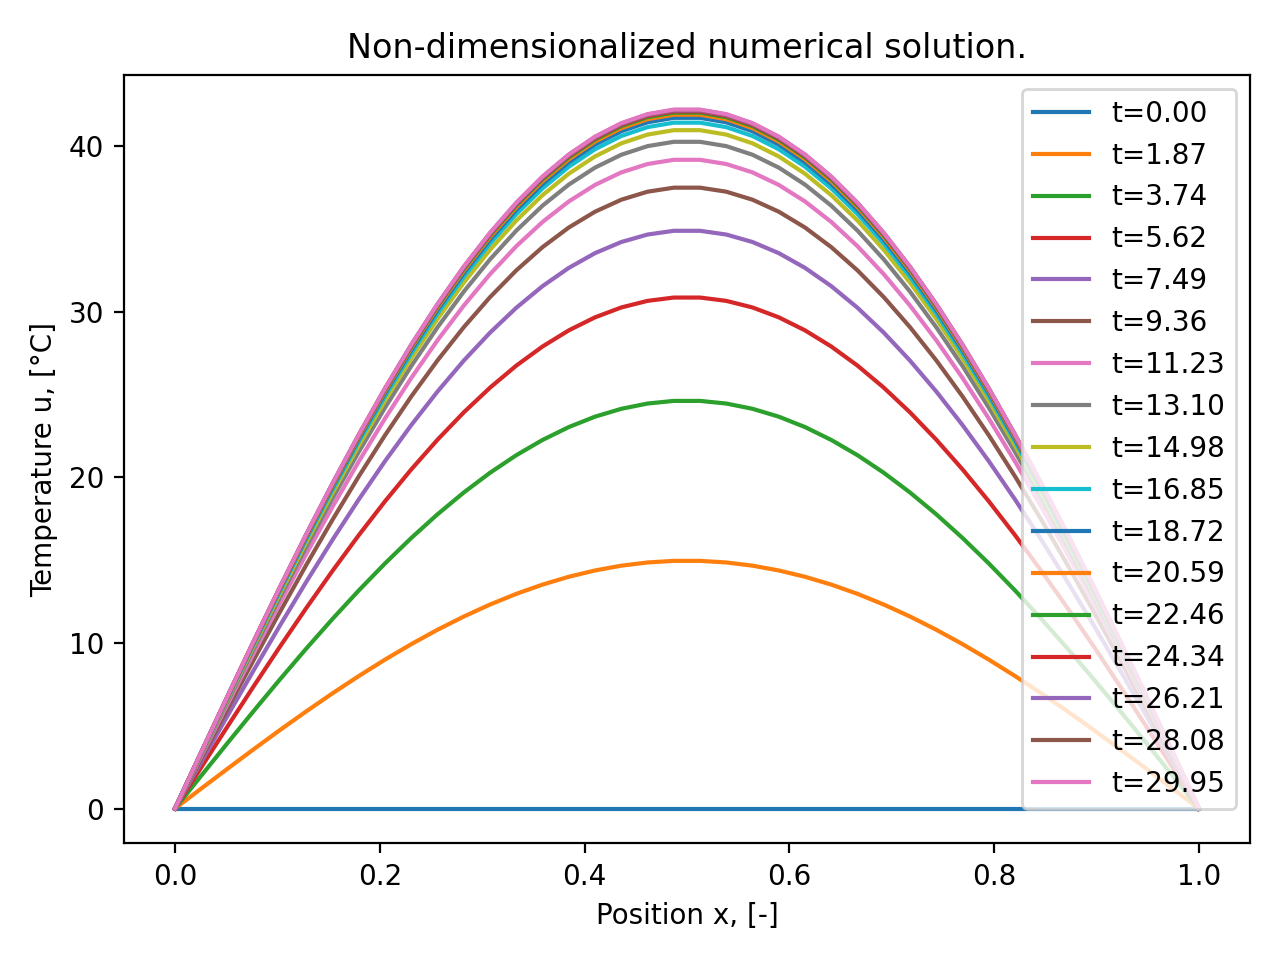 Non-dimensionalized numerical solution.
40
30
20
10
0
Temperature u, [°C]
0.0 0.2 0.4 0.6 0.8 1.0
Position x, [-]
t=0.00
t=1.87
t=3.74
t=5.62
t=7.49
t=9.36
t=11.23
t=13.10
t=14.98
t=16.85
t=18.72
t=20.59
t=22.46
t=24.34
t=26.21
t=28.08
t=29.95